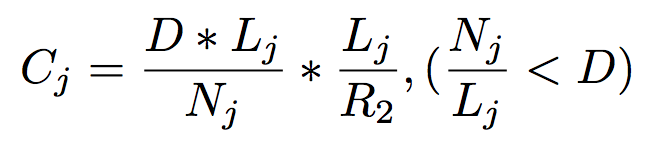 C_j = \frac{D * L_j}{N_j} * \frac{L_j}{R_2}, (\frac{N_j}{L_j} < D)